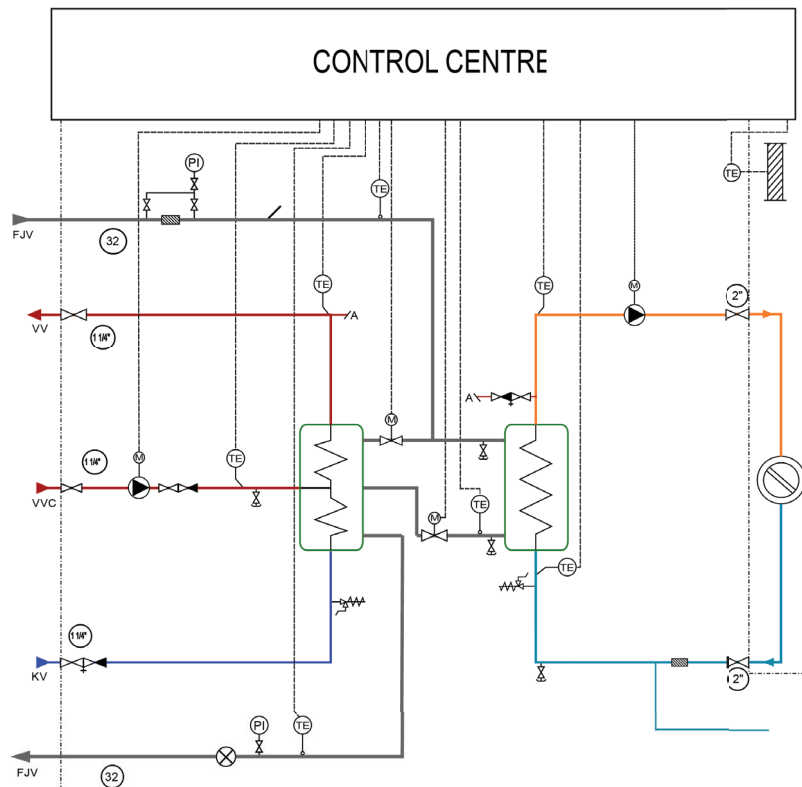 CONTROL CENTRE
PI
TE
TE
FJV
32
TE
TE
M
2"
VV
1 1/4"
A
A
M
1 1/4"
M
TE
VVC
TE
M
TE
1 1/4"
KV
2"
PI
TE
FJV
32